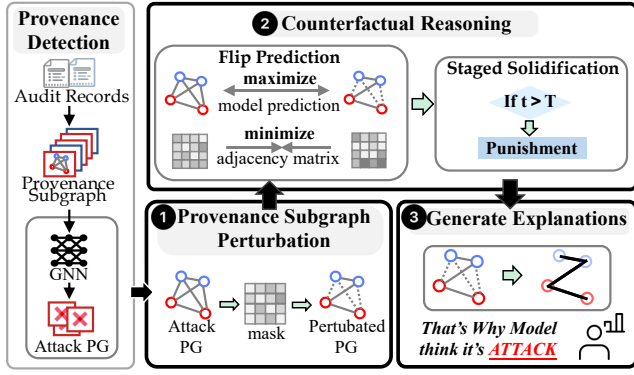 Provenance
Detection
Audit Records
Provenance
Subgraph
GNN
Attack PG
2 Counterfactual Reasoning
Flip Prediction
maximize
model prediction
minimize
adjacency matrix
Staged Solidification
If t > T
Punishment
1 Provenance Subgraph
Perturbation
Attack
PG
mask
Pertubated
PG
3 Generate Explanations
That's Why Model
think it's ATTACK